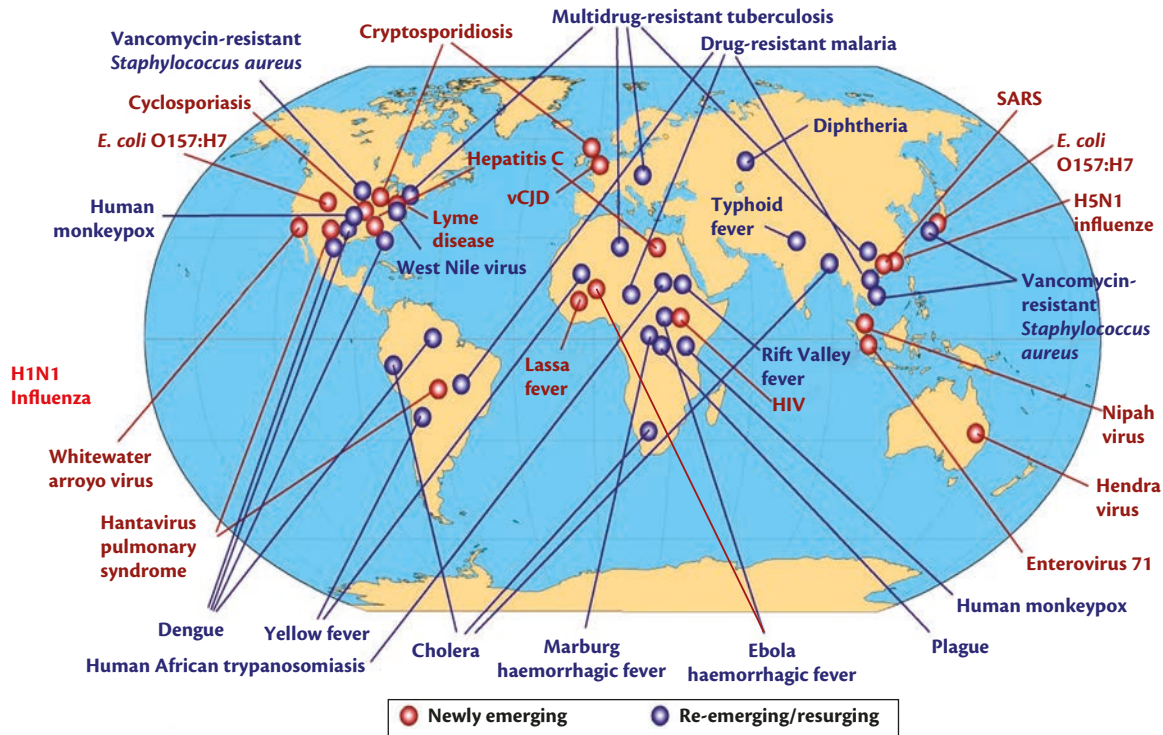 Multidrug-resistant tuberculosis
Vancomycin-resistant
Staphylococcus aureus
Cryptosporidiosis
Drug-resistant malaria
Cyclosporiasis
SARS
E. coli O157:H7
Diphtheria
E. coli
O157:H7
Hepatitis C
vCJD
Human
monkeypox
Lyme
disease
Typhoid
fever
H5N1
influenze
West Nile virus
Vancomycin-
resistant
Staphylococcus
aureus
H1N1
Influenza
Lassa
fever
Rift Valley
fever
HIV
Nipah
virus
Whitewater
arroyo virus
Hendra
virus
Hantavirus
pulmonary
syndrome
Enterovirus 71
Human monkeypox
Dengue
Yellow fever
Cholera
Marburg
haemorrhagic fever
Ebola
haemorrhagic fever
Plague
Human African trypanosomiasis
Newly emerging
Re-emerging/resurging